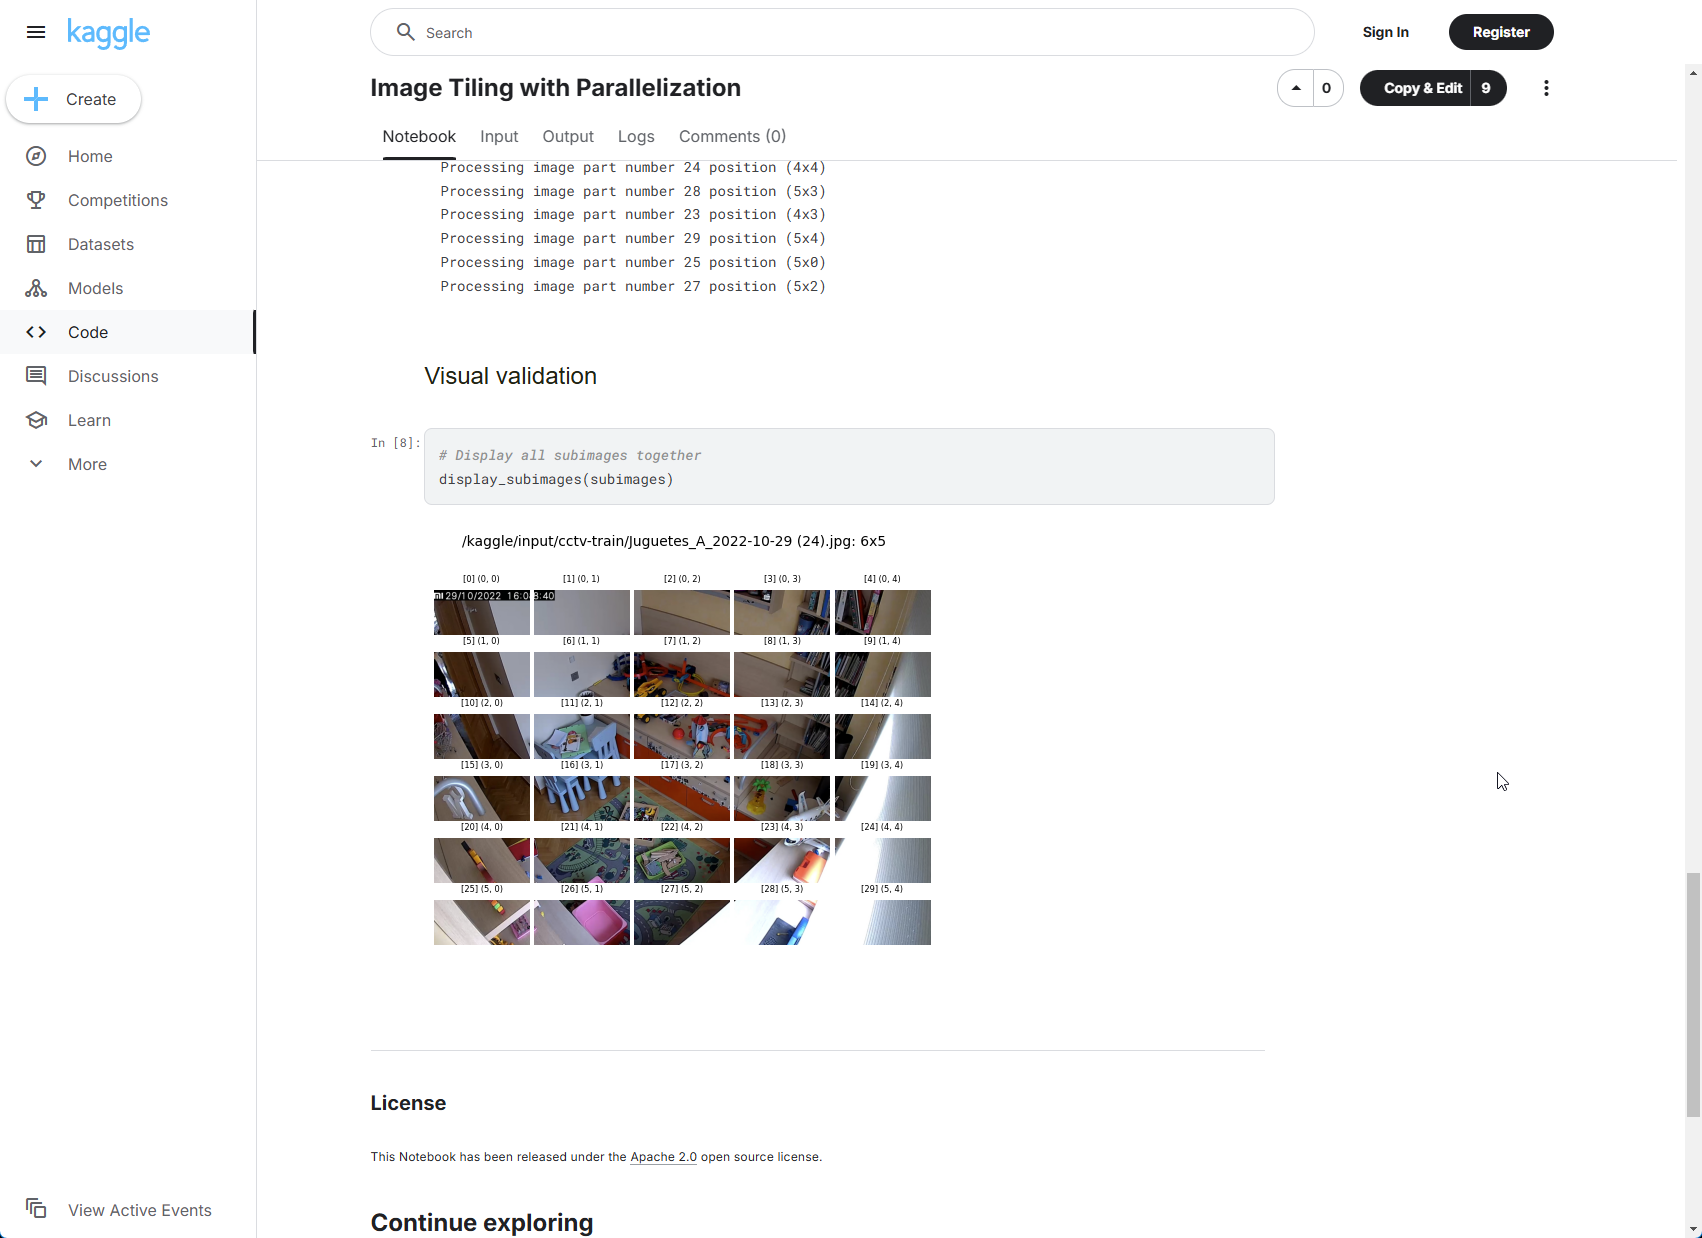 kaggle
Search
Sign In
Register
Create
Home
Competitions
Datasets
Models
Code
Discussions
Learn
More
View Active Events
Image Tiling with Parallelization
0
Copy & Edit 9
Notebook Input Output Logs Comments (0)
Processing image part number 24 position (4x4)
Processing image part number 28 position (5x3)
Processing image part number 23 position (4x3)
Processing image part number 29 position (5x4)
Processing image part number 25 position (5x0)
Processing image part number 27 position (5x2)
Visual validation
In [8]:
# Display all subimages together
display_subimages(subimages)
/kaggle/input/cctv-train/Juguetes_A_2022-10-29 (24).jpg: 6x5
[0] (0, 0) [1] (0, 1) [2] (0, 2) [3] (0, 3) [4] (0, 4)
mi 29/10/2022 16:08:40
[5] (1, 0) [6] (1, 1) [7] (1, 2) [8] (1, 3) [9] (1, 4)
[10] (2, 0) [11] (2, 1) [12] (2, 2) [13] (2, 3) [14] (2, 4)
[15] (3, 0) [16] (3, 1) [17] (3, 2) [18] (3, 3) [19] (3, 4)
[20] (4, 0) [21] (4, 1) [22] (4, 2) [23] (4, 3) [24] (4, 4)
[25] (5, 0) [26] (5, 1) [27] (5, 2) [28] (5, 3) [29] (5, 4)
License
This Notebook has been released under the Apache 2.0 open source license.
Continue exploring